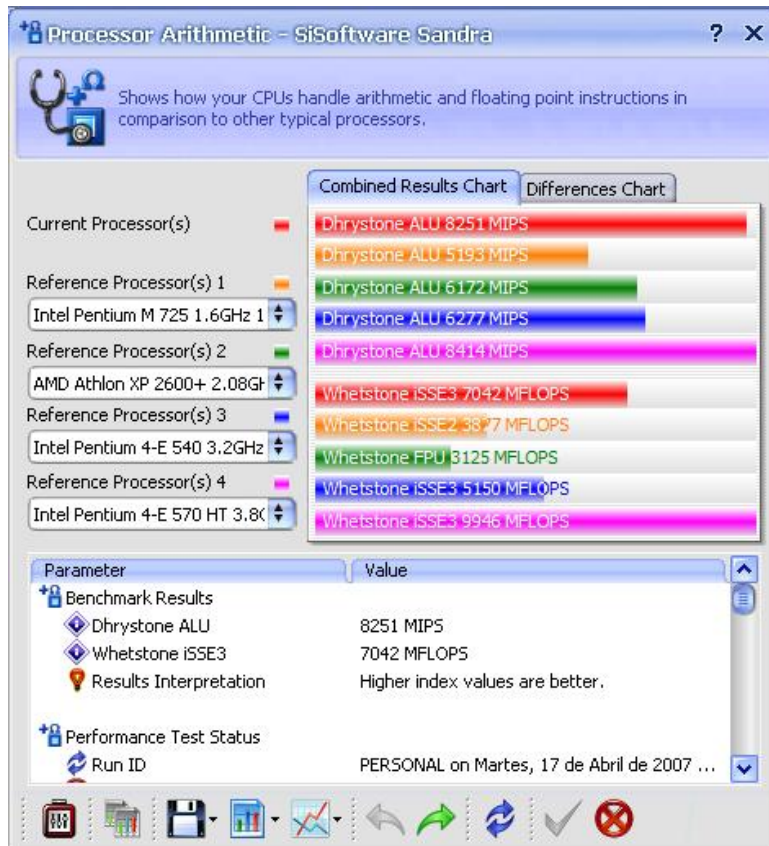 Processor Arithmetic - SiSoftware Sandra ? X
Shows how your CPUs handle arithmetic and floating point instructions in
comparison to other typical processors.
Combined Results Chart Differences Chart
Current Processor(s)
Dhrystone ALU 8251 MIPS
Dhrystone ALU 5193 MIPS
Reference Processor(s) 1
Dhrystone ALU 6172 MIPS
Intel Pentium M 725 1.6GHz 1
Dhrystone ALU 6277 MIPS
Reference Processor(s) 2
Dhrystone ALU 8414 MIPS
AMD Athlon XP 2600+ 2.08GH
Whetstone iSSE3 7042 MFLOPS
Reference Processor(s) 3
Whetstone iSSE2 3877 MFLOPS
Intel Pentium 4-E 540 3.2GHz
Whetstone FPU 3125 MFLOPS
Reference Processor(s) 4
Whetstone iSSE3 5150 MFLOPS
Intel Pentium 4-E 570 HT 3.80
Whetstone iSSE3 9946 MFLOPS
Parameter Value
Benchmark Results
Dhrystone ALU 8251 MIPS
Whetstone iSSE3 7042 MFLOPS
Results Interpretation Higher index values are better.
Performance Test Status
Run ID PERSONAL on Martes, 17 de Abril de 2007 ...